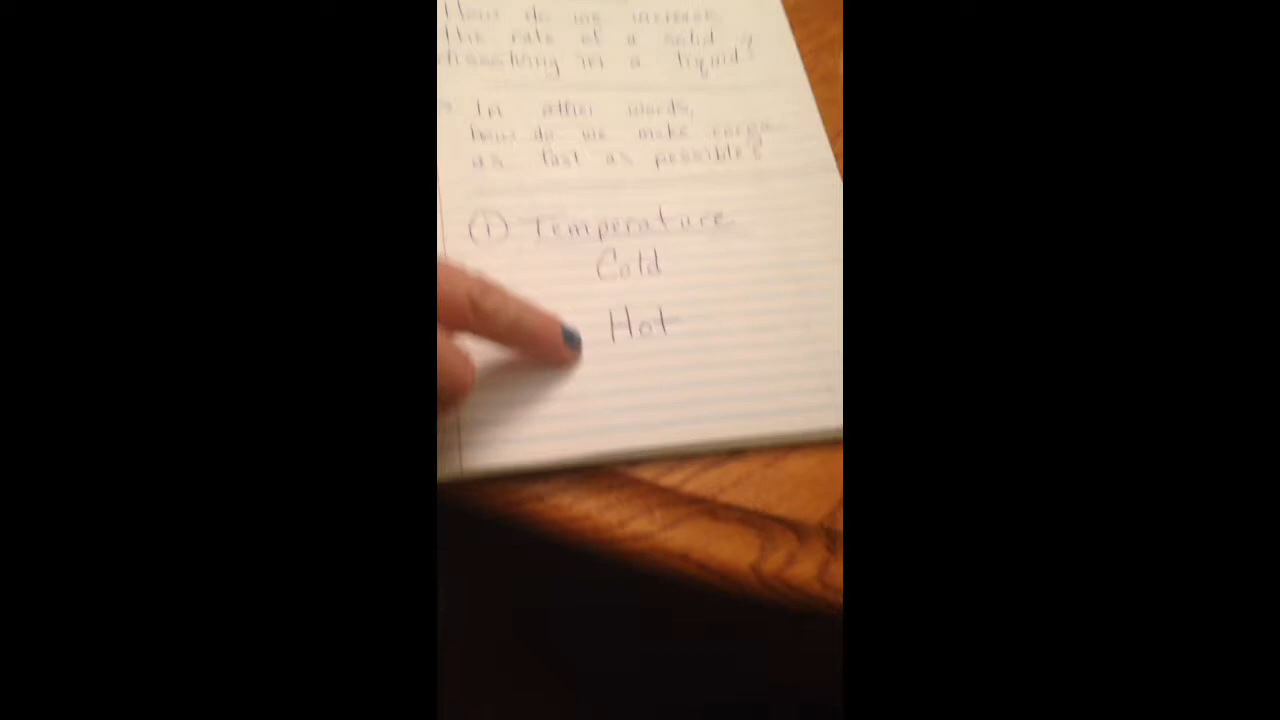 How do we increase
the rate of a solid
dissolving in a liquid?
In other words,
how do we make
as fast as possible?
(1) Temperature
Cold
Hot